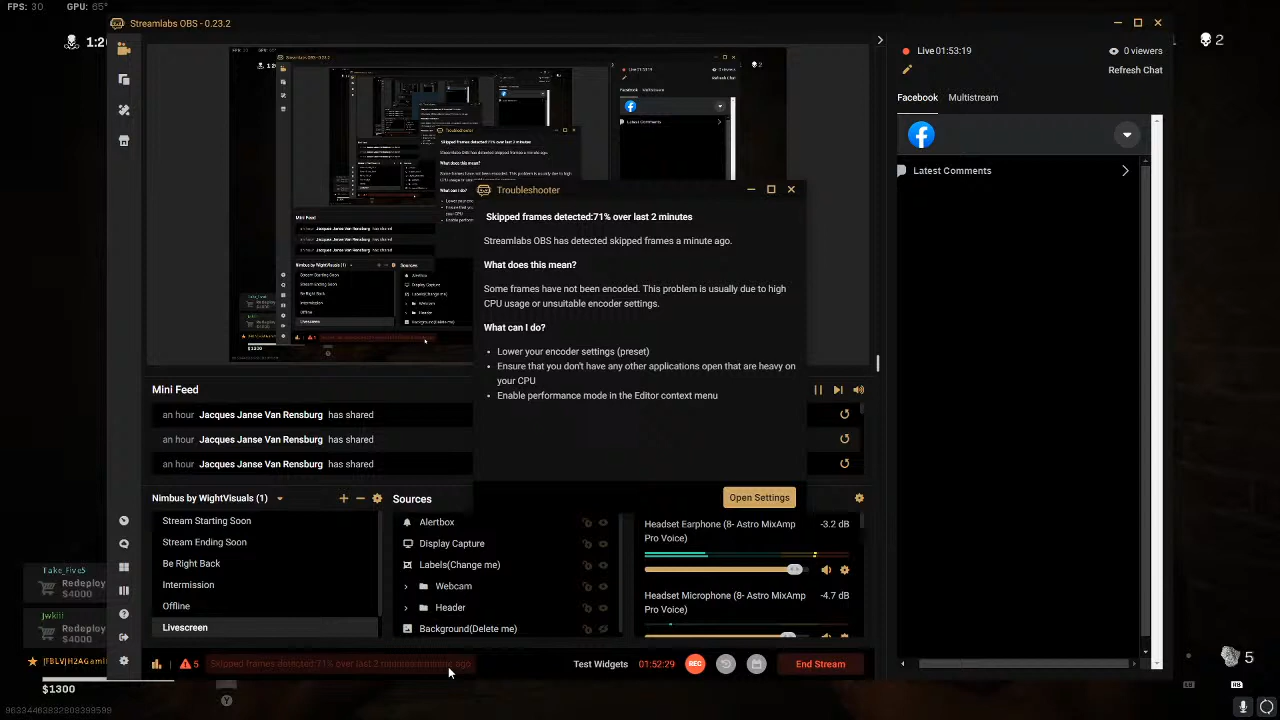 FPS: 30 GPU: 65°
Streamlabs OBS - 0.23.2
1:2
2
Live 01:53:19
0 viewers
Refresh Chat
Facebook Multistream
Latest Comments
Troubleshooter
Skipped frames detected:71% over last 2 minutes
Streamlabs OBS has detected skipped frames a minute ago.
What does this mean?
Some frames have not been encoded. This problem is usually due to high
CPU usage or unsuitable encoder settings.
What can I do?
Lower your encoder settings (preset)
Ensure that you don't have any other applications open that are heavy on
your CPU
Enable performance mode in the Editor context menu
Open Settings
Mini Feed
an hour Jacques Janse Van Rensburg has shared
an hour Jacques Janse Van Rensburg has shared
an hour Jacques Janse Van Rensburg has shared
Nimbus by WightVisuals (1)
Stream Starting Soon
Stream Ending Soon
Be Right Back
Intermission
Offline
Livescreen
Sources
Alertbox
Display Capture
Labels(Change me)
Webcam
Header
Background(Delete me)
Headset Earphone (8- Astro MixAmp
Pro Voice)
-3.2 dB
Headset Microphone (8- Astro MixAmp
Pro Voice)
-4.7 dB
5
Skipped frames detected:71% over last 2 minutes a minute ago
Test Widgets
01:52:29
REC
End Stream
Take_Five5
Redeploy
$4000
Jwkiii
Redeploy
$4000
$1300
5